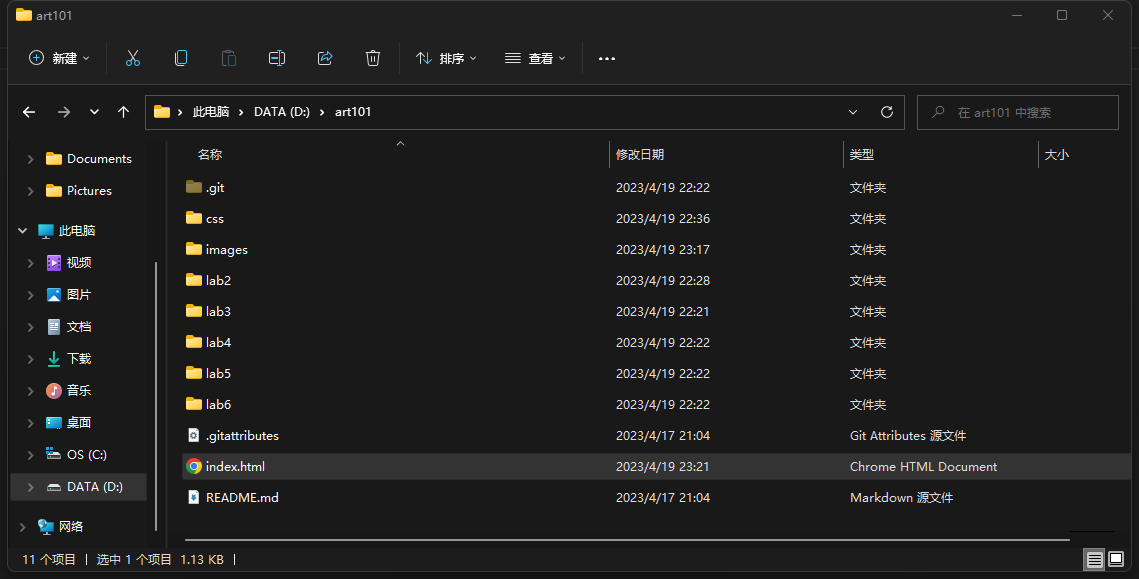 art101
新建 排序 查看
此电脑 DATA (D:) art101 在 art101 中搜索
Documents
Pictures
此电脑
视频
图片
文档
下载
音乐
桌面
OS (C:)
DATA (D:)
网络
名称 修改日期 类型 大小
.git 2023/4/19 22:22 文件夹
css 2023/4/19 22:36 文件夹
images 2023/4/19 23:17 文件夹
lab2 2023/4/19 22:28 文件夹
lab3 2023/4/19 22:21 文件夹
lab4 2023/4/19 22:22 文件夹
lab5 2023/4/19 22:22 文件夹
lab6 2023/4/19 22:22 文件夹
.gitattributes 2023/4/17 21:04 Git Attributes 源文件
index.html 2023/4/19 23:21 Chrome HTML Document
README.md 2023/4/17 21:04 Markdown 源文件
11 个项目 | 选中 1 个项目 1.13 KB |